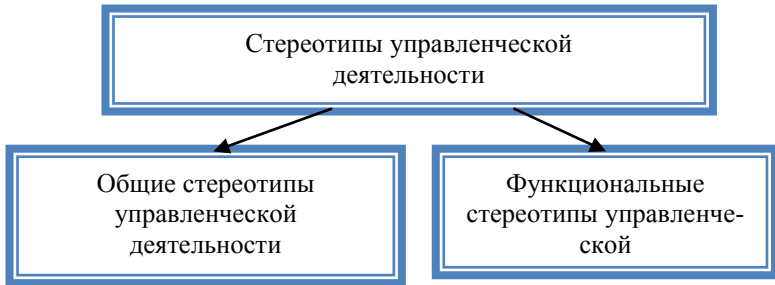 Стереотипы управленческой
деятельности
Общие стереотипы
управленческой
деятельности
Функциональные
стереотипы управленче-
ской